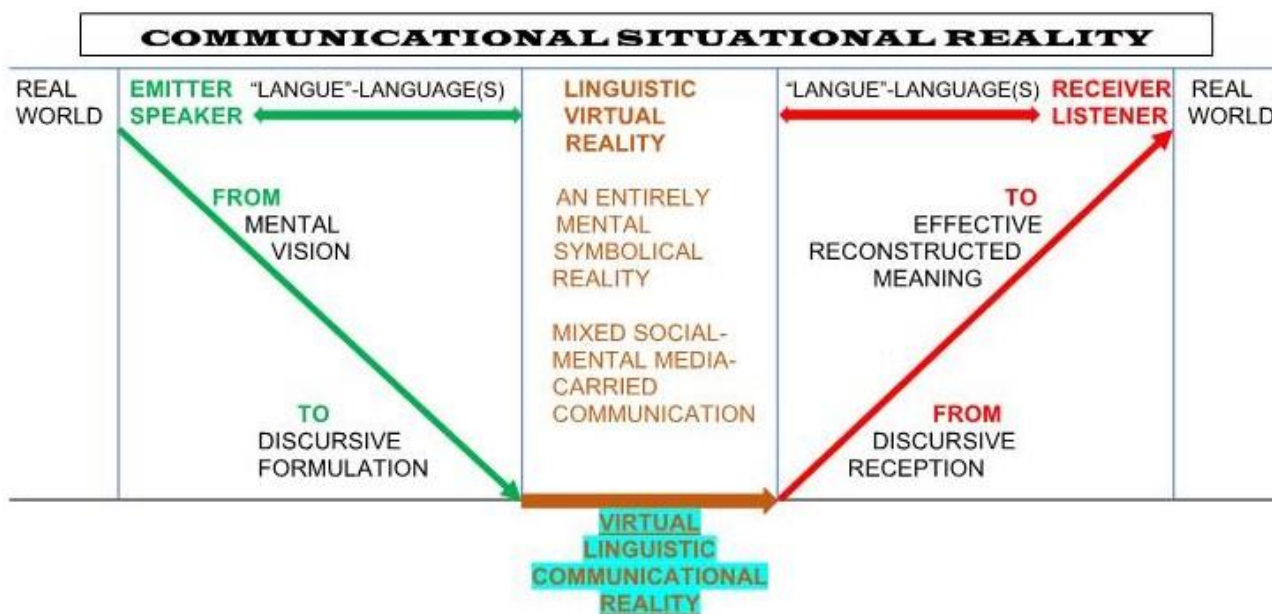 COMMUNICATIONAL SITUATIONAL REALITY
REAL
WORLD
EMITTER
SPEAKER
"LANGUE"-LANGUAGE(S)
FROM
MENTAL
VISION
TO
DISCURSIVE
FORMULATION
LINGUISTIC
VIRTUAL
REALITY
AN ENTIRELY
MENTAL
SYMBOLICAL
REALITY
MIXED SOCIAL-
MENTAL MEDIA-
CARRIED
COMMUNICATION
VIRTUAL
LINGUISTIC
COMMUNICATIONAL
REALITY
"LANGUE"-LANGUAGE(S)
RECEIVER
LISTENER
TO
EFFECTIVE
RECONSTRUCTED
MEANING
FROM
DISCURSIVE
RECEPTION
REAL
WORLD